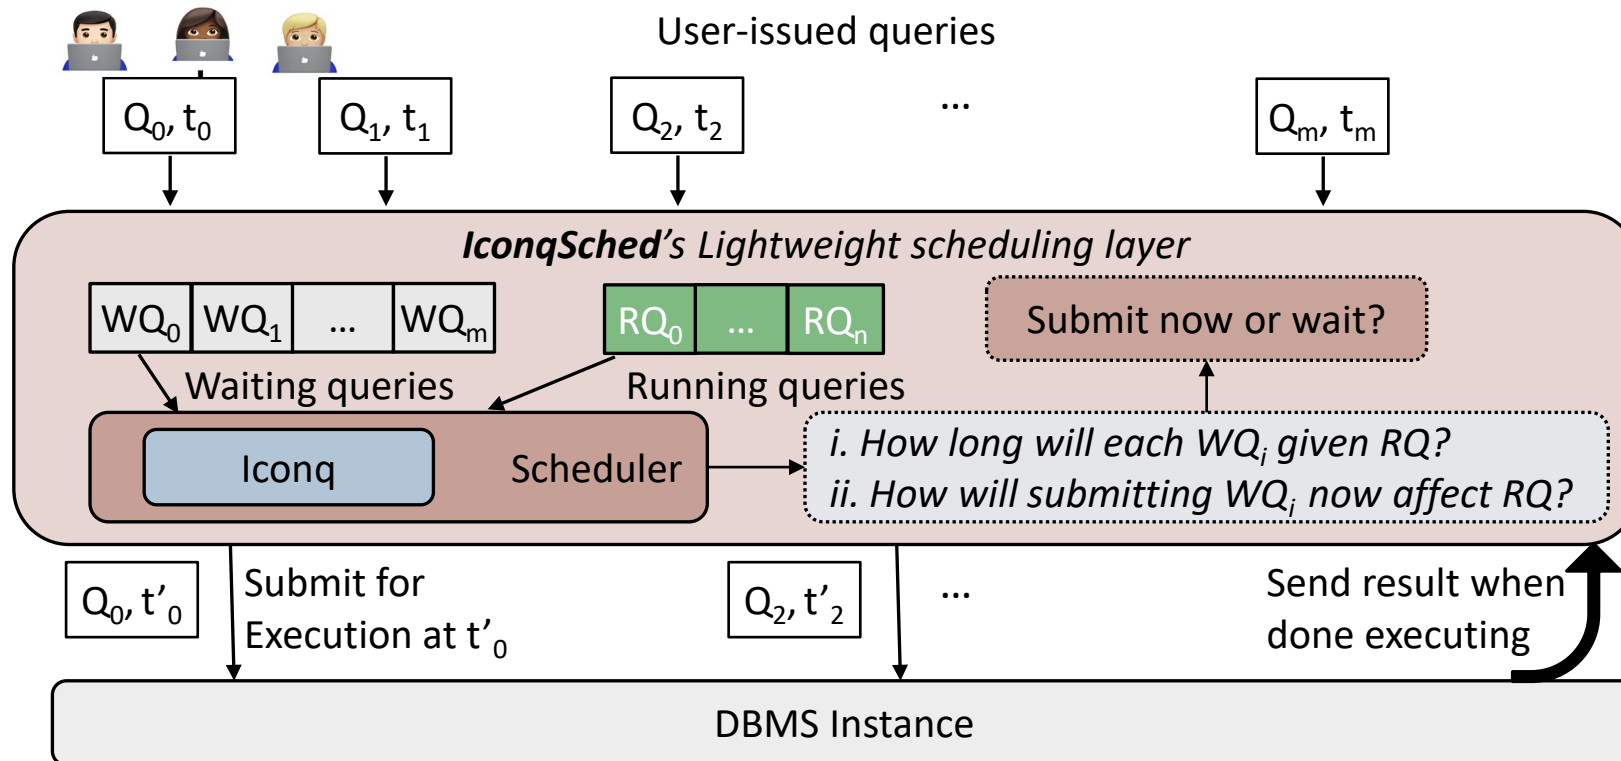 User-issued queries
Q₀, t₀
Q₁, t₁
Q₂, t₂
...
Qₘ, tₘ
IconqSched's Lightweight scheduling layer
WQ₀ WQ₁ ... WQₘ
RQ₀ ... RQₙ
Submit now or wait?
Waiting queries
Running queries
Iconq
Scheduler
i. How long will each WQᵢ given RQ?
ii. How will submitting WQᵢ now affect RQ?
Q₀, t'₀
Submit for
Execution at t'₀
Q₂, t'₂
...
Send result when
done executing
DBMS Instance